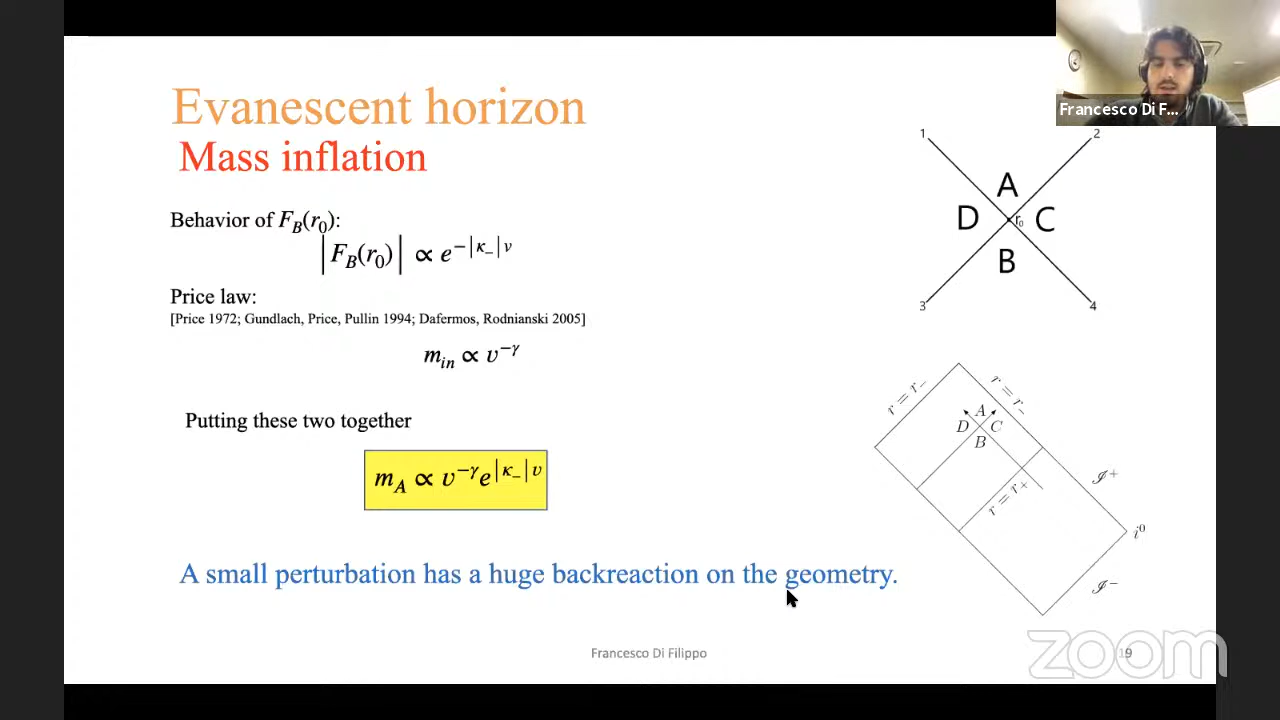 Evanescent horizon
Mass inflation
Behavior of F_B(r_0):
|F_B(r_0)| ∝ e^{-|κ_-|v}
Price law:
[Price 1972; Gundlach, Price, Pullin 1994; Dafermos, Rodnianski 2005]
m_{in} ∝ v^{-γ}
Putting these two together
m_A ∝ v^{-γ}e^{|κ_-|v}
A small perturbation has a huge backreaction on the geometry.
Francesco Di Filippo
19
Francesco Di F...
1
2
A
D
r_0
C
B
3
4
r = r_-
r = r_-
A
D
C
B
r = r_+
ℐ^+
i^0
ℐ^-
zoom